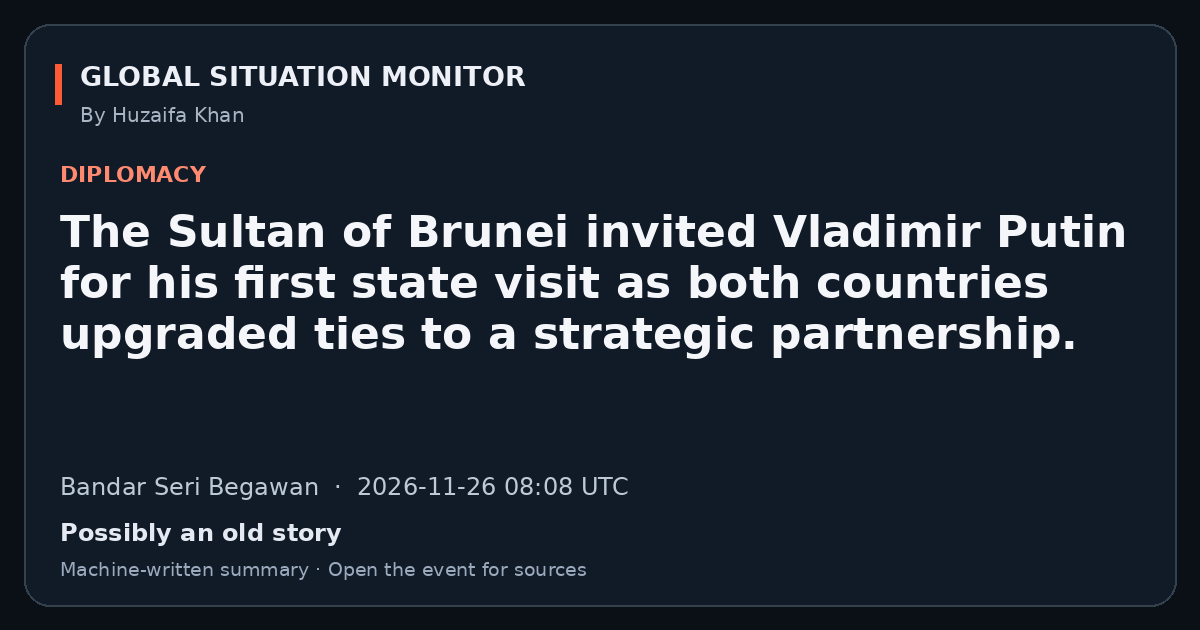 GLOBAL SITUATION MONITOR
By Huzaifa Khan
DIPLOMACY
The Sultan of Brunei invited Vladimir Putin
for his first state visit as both countries
upgraded ties to a strategic partnership.
Bandar Seri Begawan · 2026-11-26 08:08 UTC
Possibly an old story
Machine-written summary · Open the event for sources